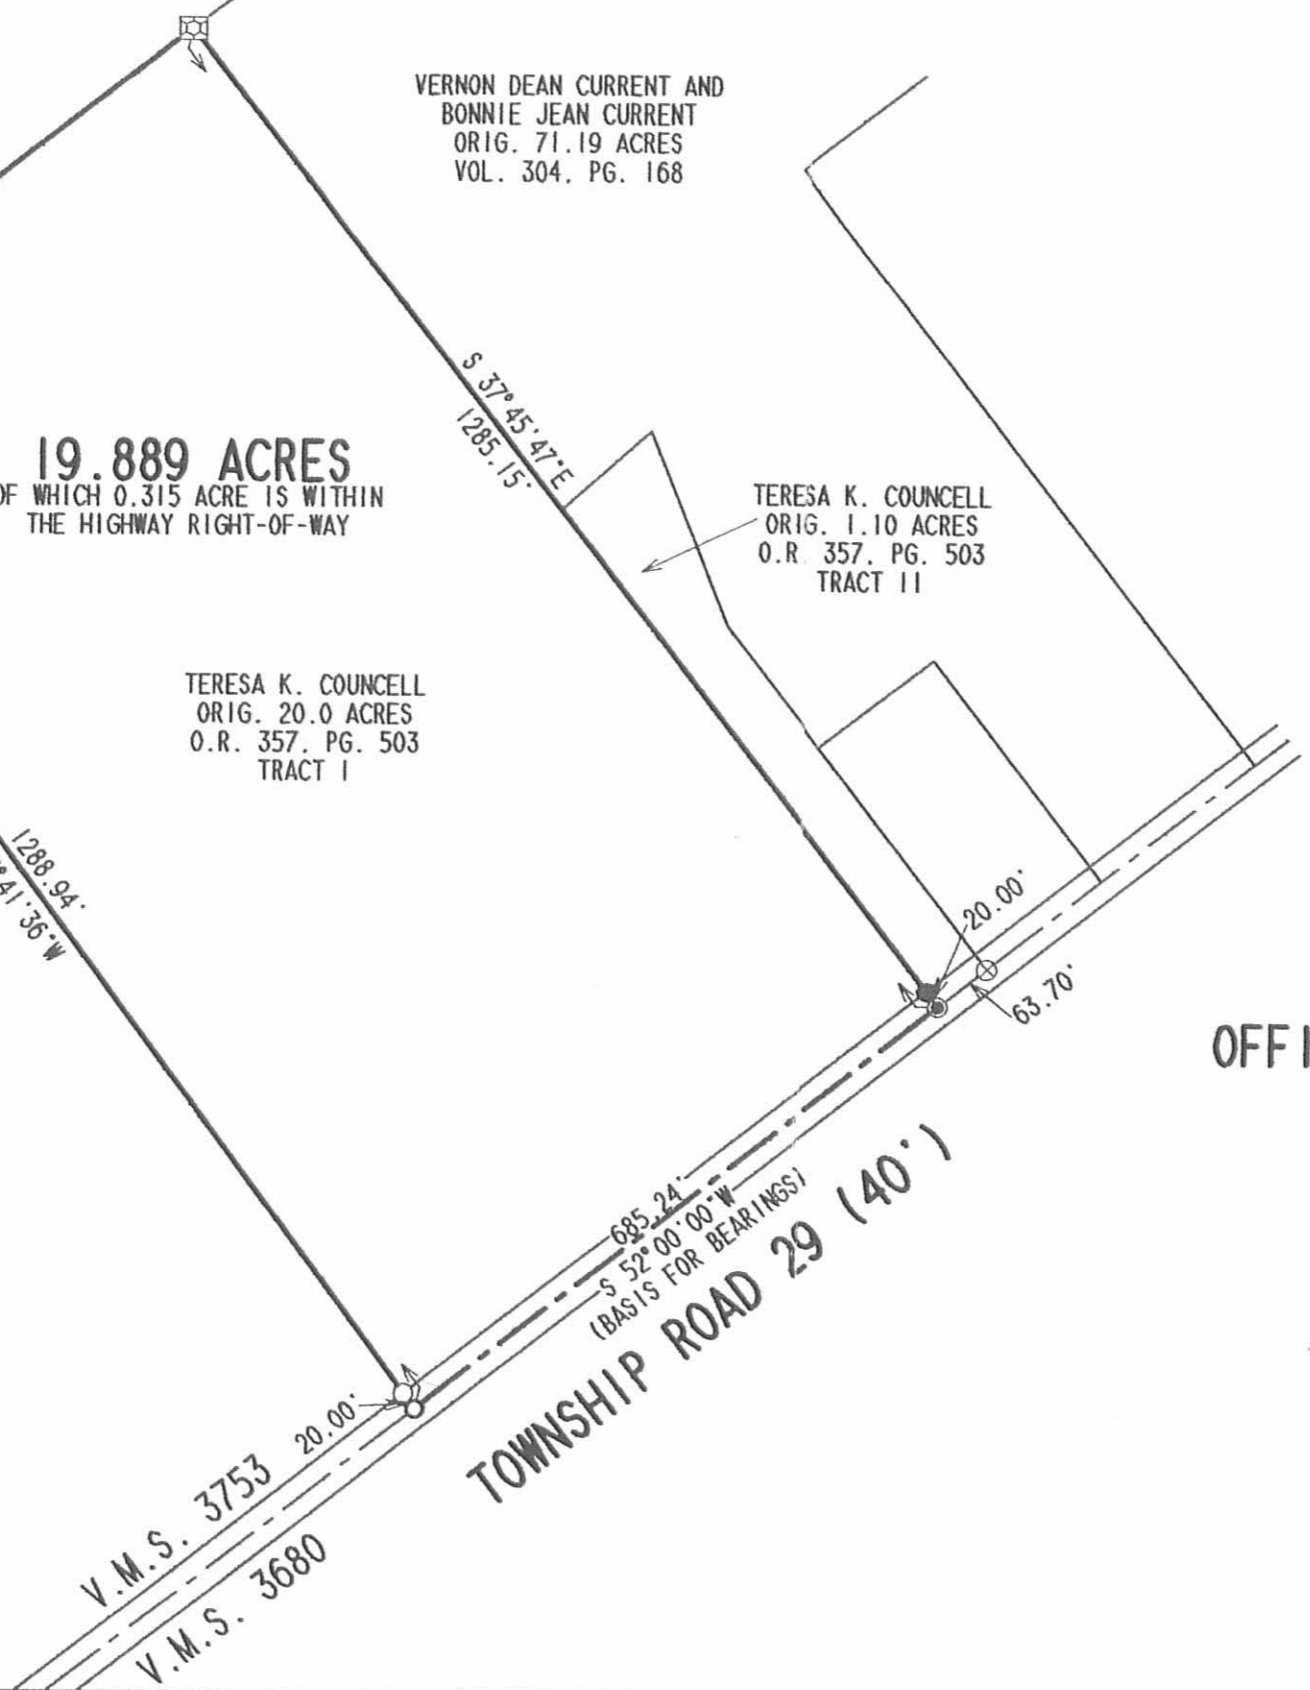 VERNON DEAN CURRENT AND
BONNIE JEAN CURRENT
ORIG. 71.19 ACRES
VOL. 304. PG. 168
S 37°45'47"E
1285.15'
19.889 ACRES
OF WHICH 0.315 ACRE IS WITHIN
THE HIGHWAY RIGHT-OF-WAY
TERESA K. COUNCELL
ORIG. 1.10 ACRES
O.R. 357. PG. 503
TRACT II
TERESA K. COUNCELL
ORIG. 20.0 ACRES
O.R. 357. PG. 503
TRACT I
1288.94'
41'36"W
20.00'
63.70'
OFFI
685.24'
S 52°00'00"W
(BASIS FOR BEARINGS)
TOWNSHIP ROAD 29 (40')
20.00'
V.M.S. 3753
V.M.S. 3680